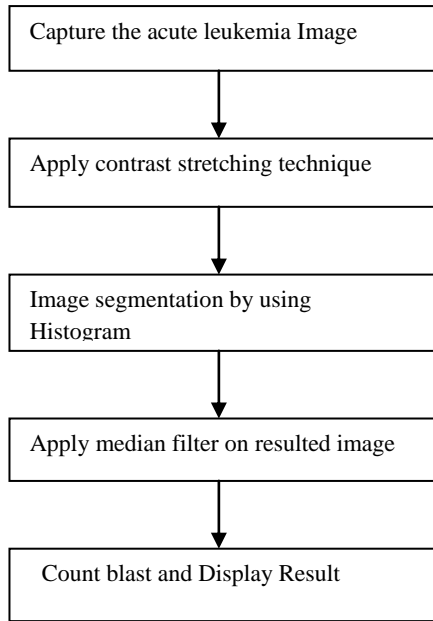 Capture the acute leukemia Image
Apply contrast stretching technique
Image segmentation by using
Histogram
Apply median filter on resulted image
Count blast and Display Result